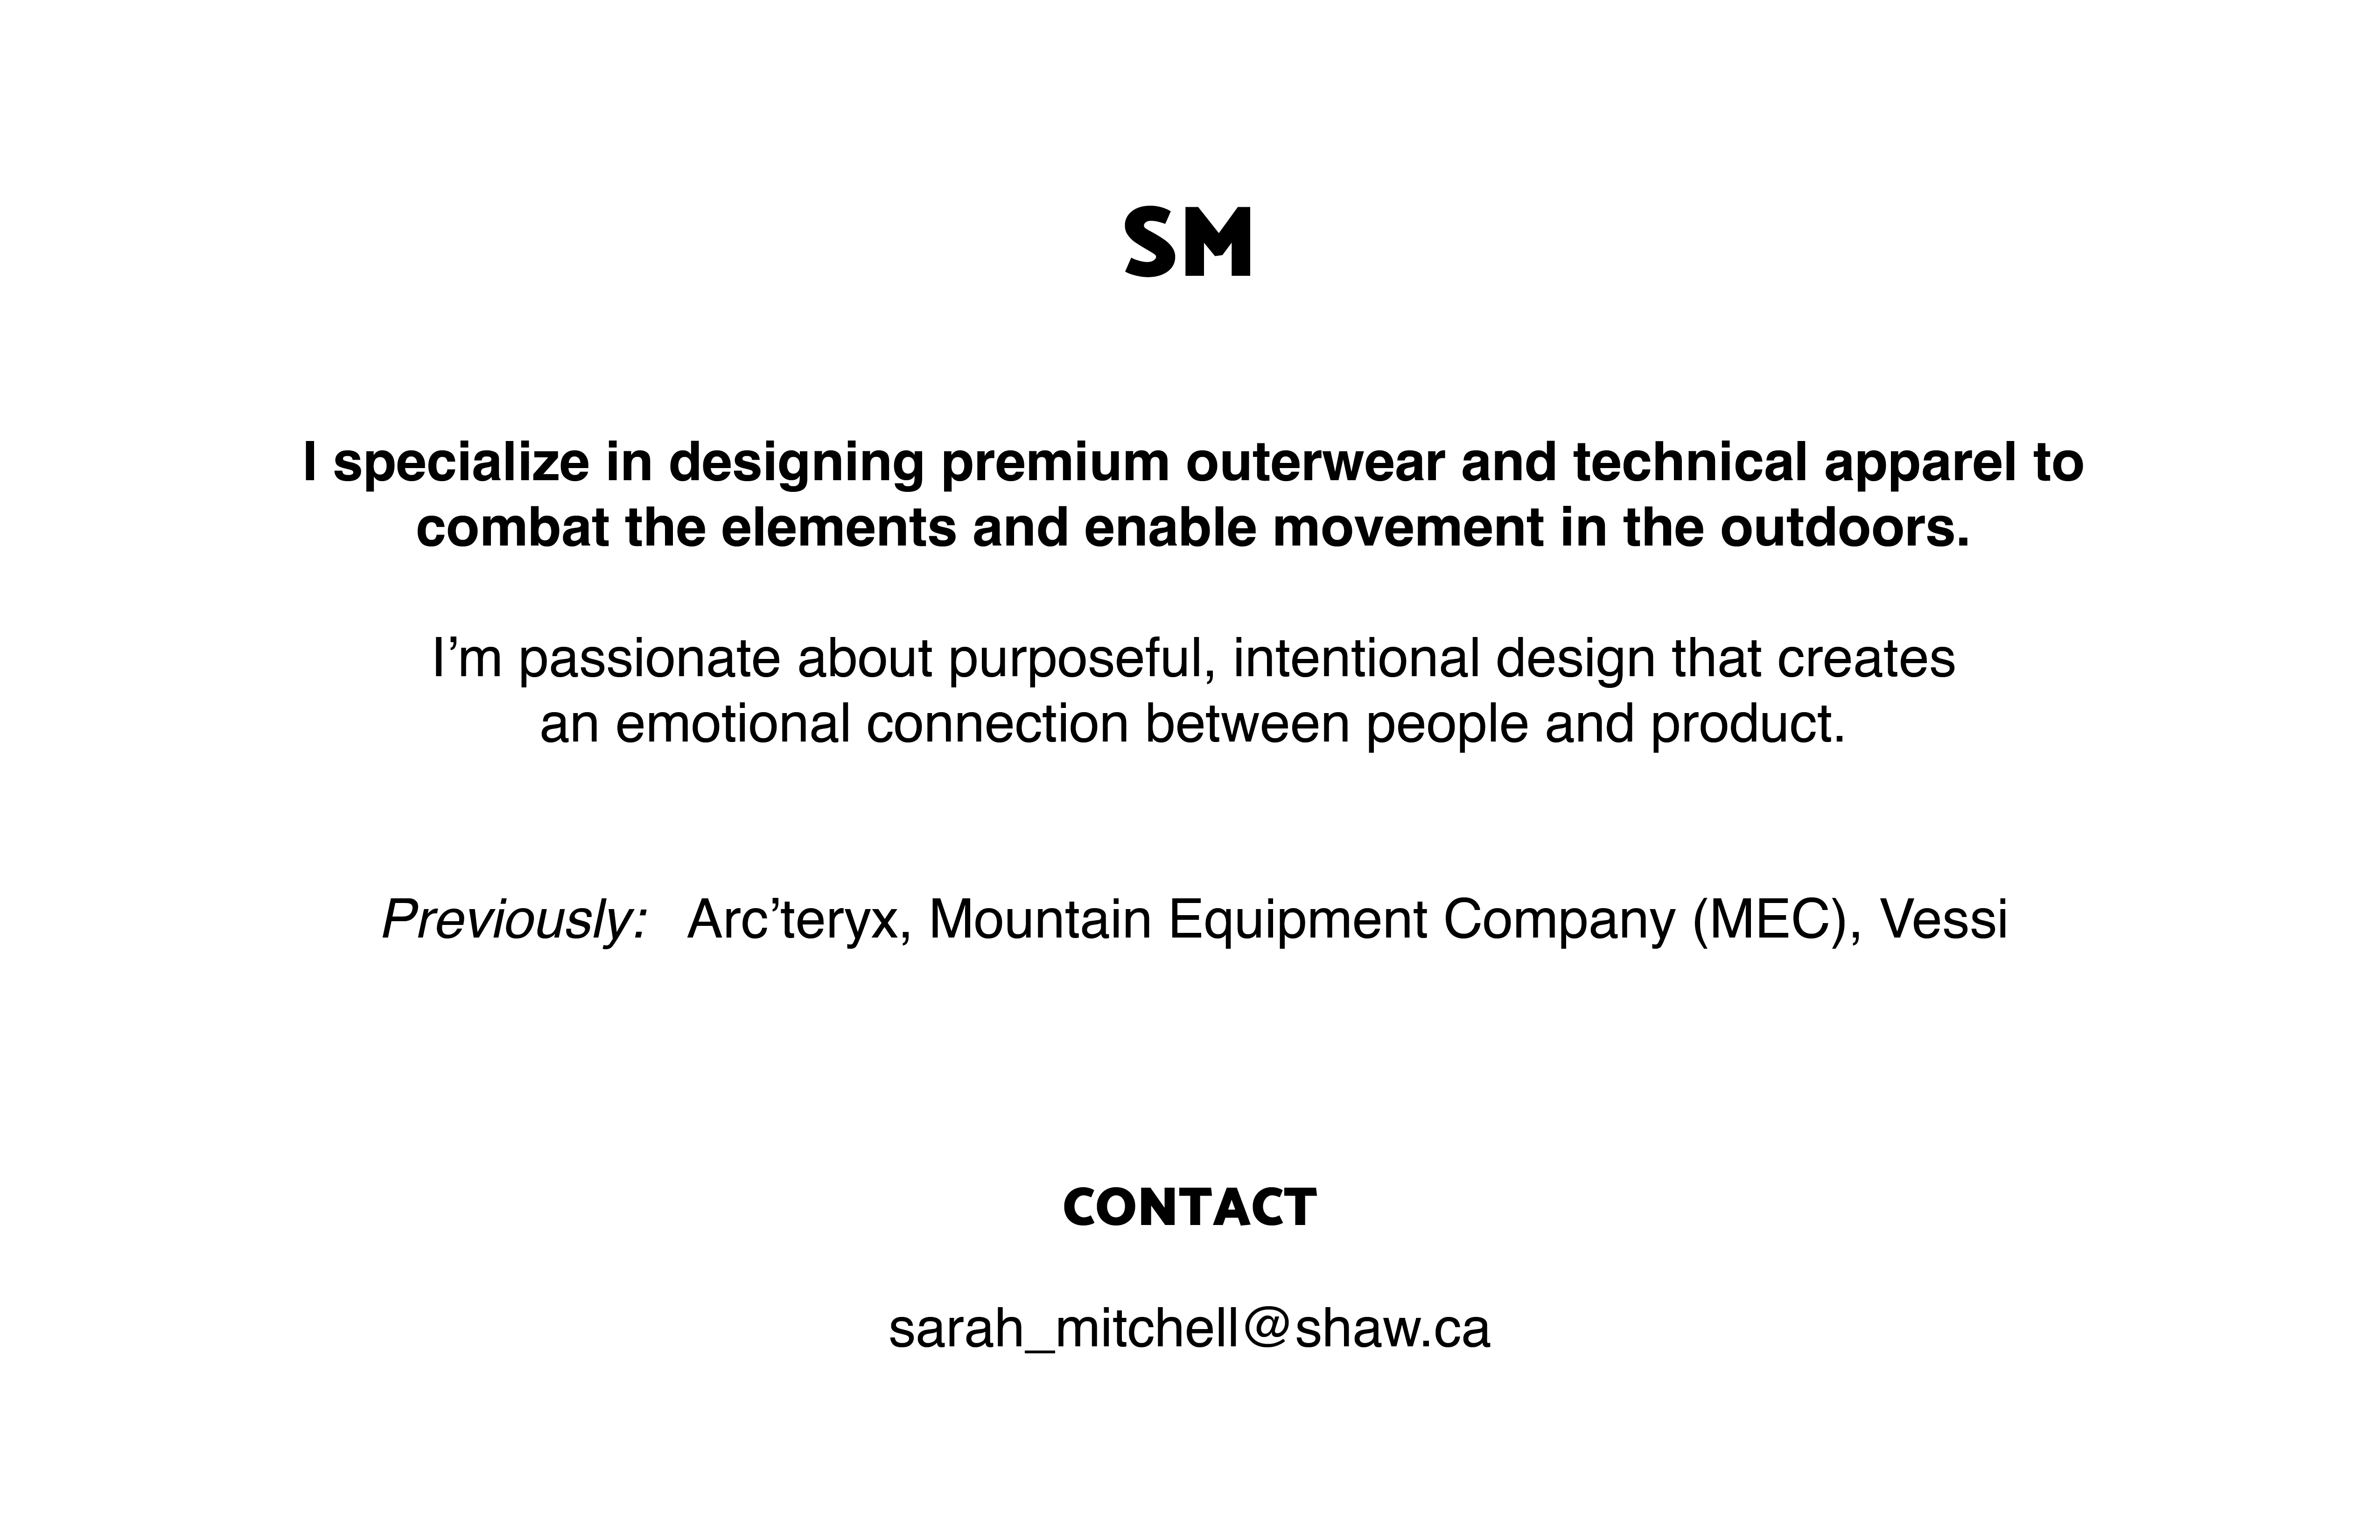 SM
I specialize in designing premium outerwear and technical apparel to
combat the elements and enable movement in the outdoors.
I’m passionate about purposeful, intentional design that creates
an emotional connection between people and product.
Previously: Arc’teryx, Mountain Equipment Company (MEC), Vessi
CONTACT
sarah_mitchell@shaw.ca